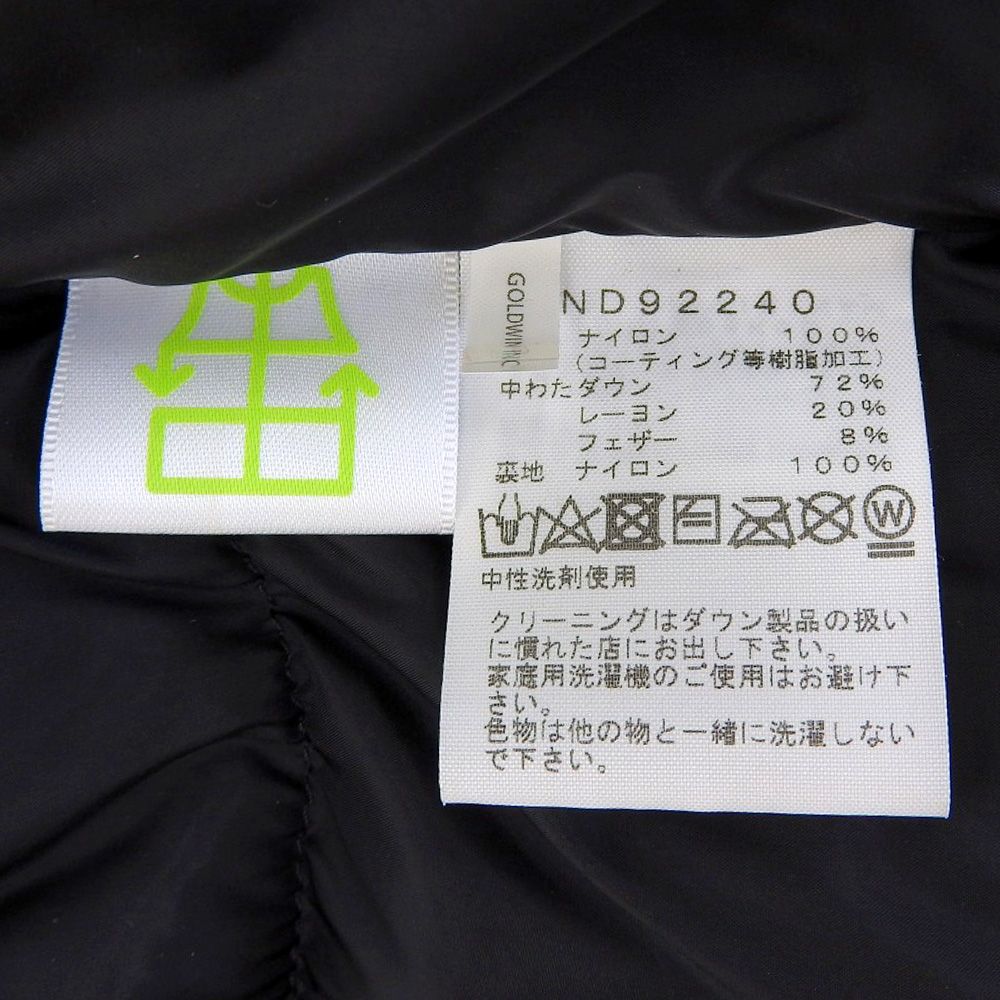 GOLDWIN INC
ND92240
ナイロン 100%
(コーティング等樹脂加工)
中わた ダウン 72%
レーヨン 20%
フェザー 8%
裏地 ナイロン 100%
W
中性洗剤使用
クリーニングはダウン製品の扱い
に慣れた店にお出し下さい。
家庭用洗濯機のご使用はお避け下
さい。
色物は他の物と一緒に洗濯しない
で下さい。